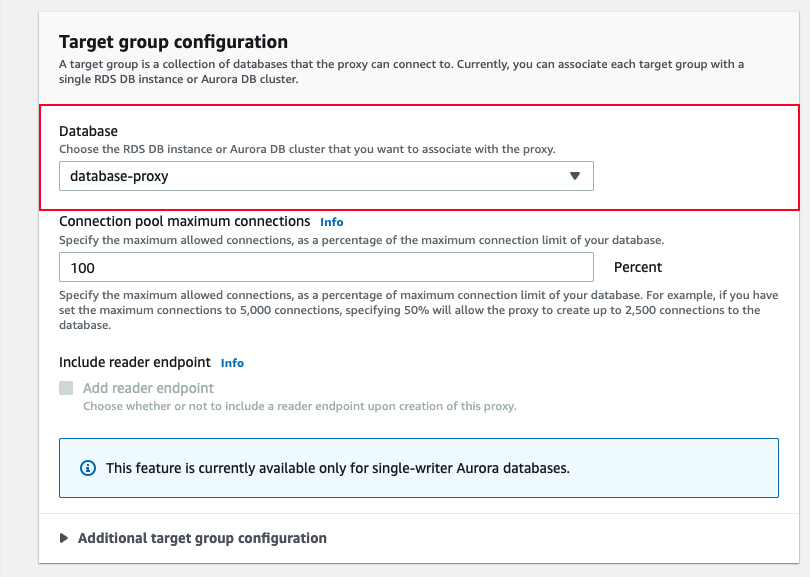 Target group configuration
A target group is a collection of databases that the proxy can connect to. Currently, you can associate each target group with a
single RDS DB instance or Aurora DB cluster.
Database
Choose the RDS DB instance or Aurora DB cluster that you want to associate with the proxy.
database-proxy
Connection pool maximum connections Info
Specify the maximum allowed connections, as a percentage of the maximum connection limit of your database.
100 Percent
Specify the maximum allowed connections, as a percentage of maximum connection limit of your database. For example, if you have
set the maximum connections to 5,000 connections, specifying 50% will allow the proxy to create up to 2,500 connections to the
database.
Include reader endpoint Info
Add reader endpoint
Choose whether or not to include a reader endpoint upon creation of this proxy.
This feature is currently available only for single-writer Aurora databases.
Additional target group configuration